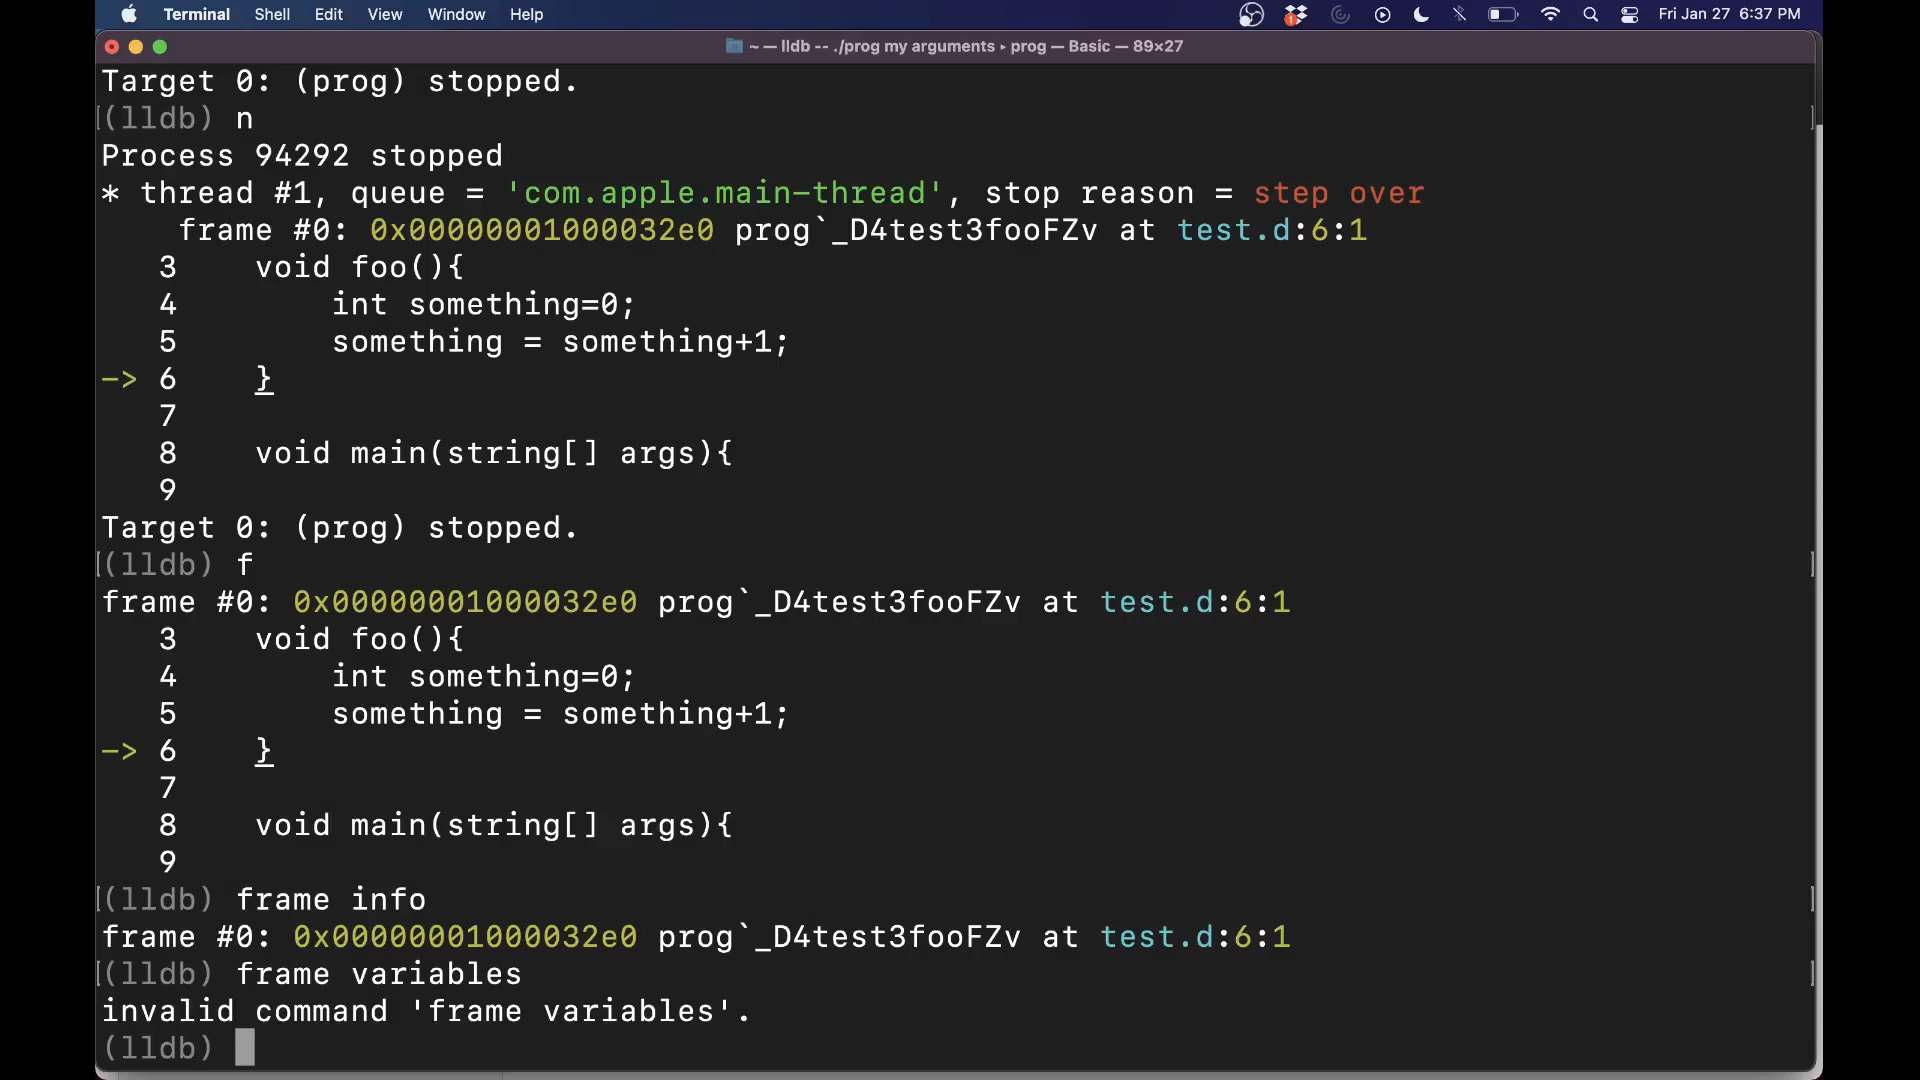 Terminal Shell Edit View Window Help 1 Fri Jan 27 6:37 PM
~ — lldb -- ./prog my arguments ▸ prog — Basic — 89×27
Target 0: (prog) stopped.
(lldb) n
Process 94292 stopped
* thread #1, queue = 'com.apple.main-thread', stop reason = step over
    frame #0: 0x00000001000032e0 prog`_D4test3fooFZv at test.d:6:1
   3    void foo(){
   4        int something=0;
   5        something = something+1;
-> 6    }
   7
   8    void main(string[] args){
   9
Target 0: (prog) stopped.
(lldb) f
frame #0: 0x00000001000032e0 prog`_D4test3fooFZv at test.d:6:1
   3    void foo(){
   4        int something=0;
   5        something = something+1;
-> 6    }
   7
   8    void main(string[] args){
   9
(lldb) frame info
frame #0: 0x00000001000032e0 prog`_D4test3fooFZv at test.d:6:1
(lldb) frame variables
invalid command 'frame variables'.
(lldb)